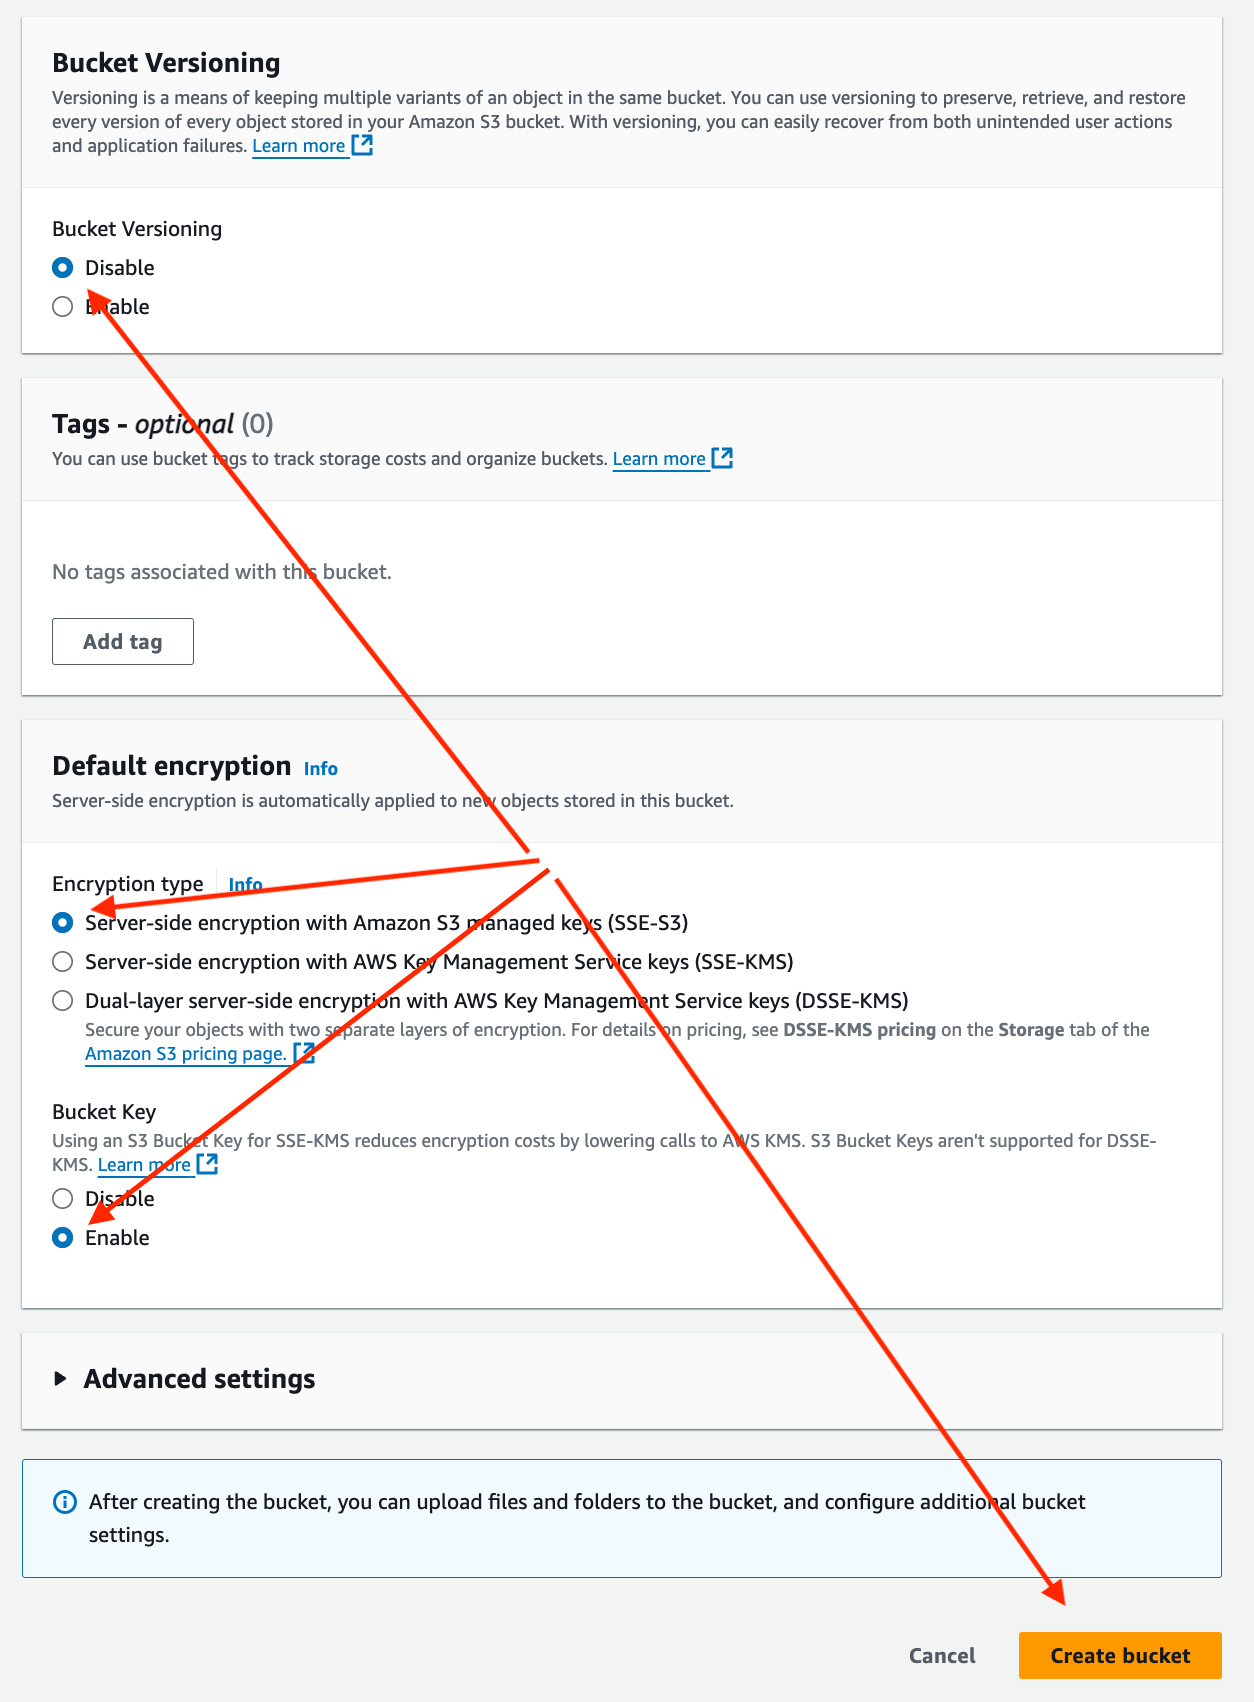 Bucket Versioning
Versioning is a means of keeping multiple variants of an object in the same bucket. You can use versioning to preserve, retrieve, and restore
every version of every object stored in your Amazon S3 bucket. With versioning, you can easily recover from both unintended user actions
and application failures. Learn more
Bucket Versioning
Disable
Enable
Tags - optional (0)
You can use bucket tags to track storage costs and organize buckets. Learn more
No tags associated with this bucket.
Add tag
Default encryption Info
Server-side encryption is automatically applied to new objects stored in this bucket.
Encryption type Info
Server-side encryption with Amazon S3 managed keys (SSE-S3)
Server-side encryption with AWS Key Management Service keys (SSE-KMS)
Dual-layer server-side encryption with AWS Key Management Service keys (DSSE-KMS)
Secure your objects with two separate layers of encryption. For details on pricing, see DSSE-KMS pricing on the Storage tab of the
Amazon S3 pricing page.
Bucket Key
Using an S3 Bucket Key for SSE-KMS reduces encryption costs by lowering calls to AWS KMS. S3 Bucket Keys aren't supported for DSSE-
KMS. Learn more
Disable
Enable
Advanced settings
After creating the bucket, you can upload files and folders to the bucket, and configure additional bucket
settings.
Cancel
Create bucket